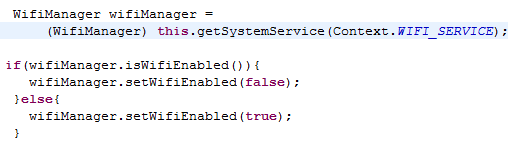 WifiManager wifiManager =
(WifiManager) this.getSystemService(Context.WIFI_SERVICE);
if(wifiManager.isWifiEnabled()){
wifiManager.setWifiEnabled(false);
}else{
wifiManager.setWifiEnabled(true);
}